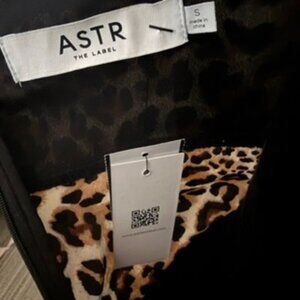 ASTR
THE LABEL
S
made in
china